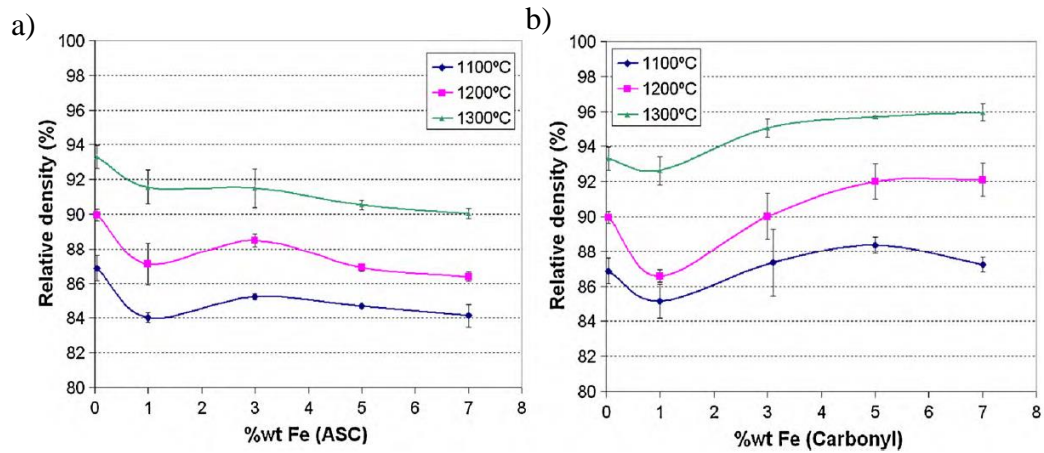 a)
100
98
96
94
92
90
88
86
84
82
80
Relative density (%)
1100ºC
1200ºC
1300ºC
0 1 2 3 4 5 6 7 8
%wt Fe (ASC)
b)
100
98
96
94
92
90
88
86
84
82
80
Relative density (%)
1100ºC
1200ºC
1300ºC
0 1 2 3 4 5 6 7 8
%wt Fe (Carbonyl)